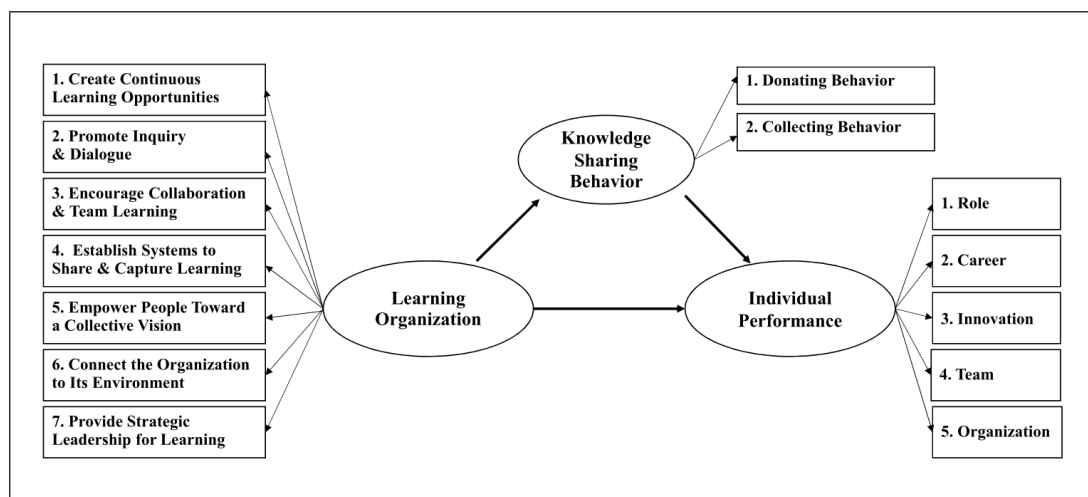 1. Create Continuous
Learning Opportunities
2. Promote Inquiry
& Dialogue
3. Encourage Collaboration
& Team Learning
4. Establish Systems to
Share & Capture Learning
5. Empower People Toward
a Collective Vision
6. Connect the Organization
to Its Environment
7. Provide Strategic
Leadership for Learning
Learning
Organization
Knowledge
Sharing
Behavior
1. Donating Behavior
2. Collecting Behavior
Individual
Performance
1. Role
2. Career
3. Innovation
4. Team
5. Organization